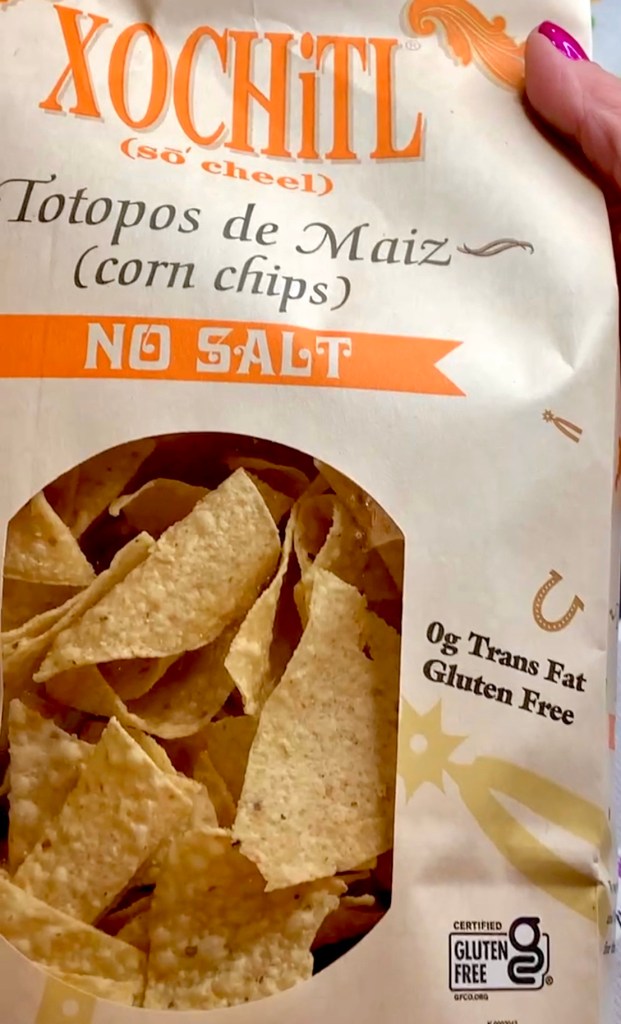 XOCHiTL®
(sō' cheel)
Totopos de Maiz
(corn chips)
NO SALT
0g Trans Fat
Gluten Free
CERTIFIED
GLUTEN
FREE
GFCO.ORG